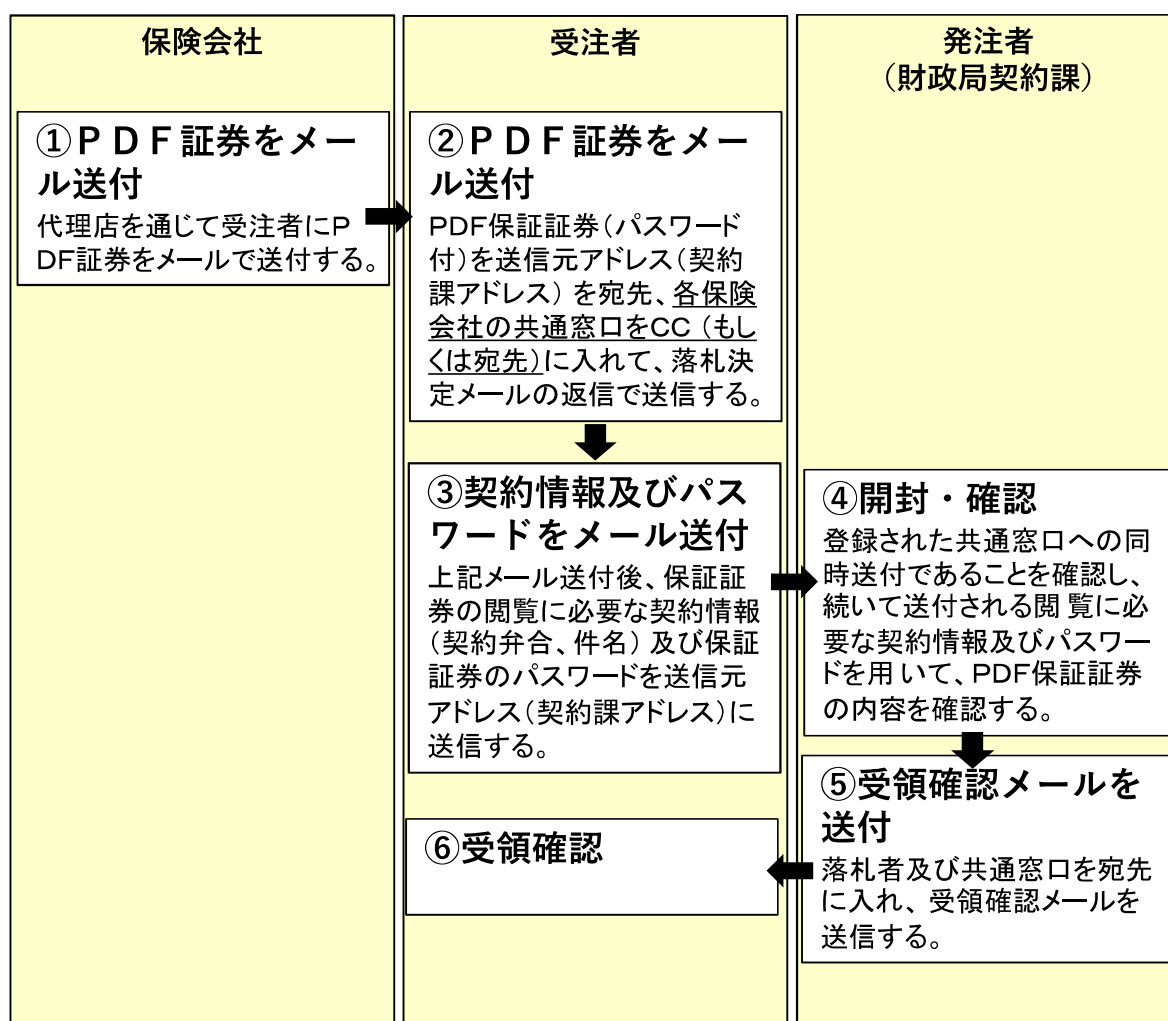 保険会社
受注者
発注者
（財政局契約課）
①ＰＤＦ証券をメー
ル送付
代理店を通じて受注者にP
DF証券をメールで送付する。
②ＰＤＦ証券をメー
ル送付
PDF保証証券（パスワード
付）を送信元アドレス（契約
課アドレス）を宛先、各保険
会社の共通窓口をCC（もし
くは宛先）に入れて、落札決
定メールの返信で送信する。
③契約情報及びパス
ワードをメール送付
上記メール送付後、保証証
券の閲覧に必要な契約情報
（契約弁合、件名）及び保証
証券のパスワードを送信元
アドレス（契約課アドレス）に
送信する。
④開封・確認
登録された共通窓口への同
時送付であることを確認し、
続いて送付される閲覧に必
要な契約情報及びパスワー
ドを用いて、PDF保証証券
の内容を確認する。
⑤受領確認メールを
送付
落札者及び共通窓口を宛先
に入れ、受領確認メールを
送信する。
⑥受領確認